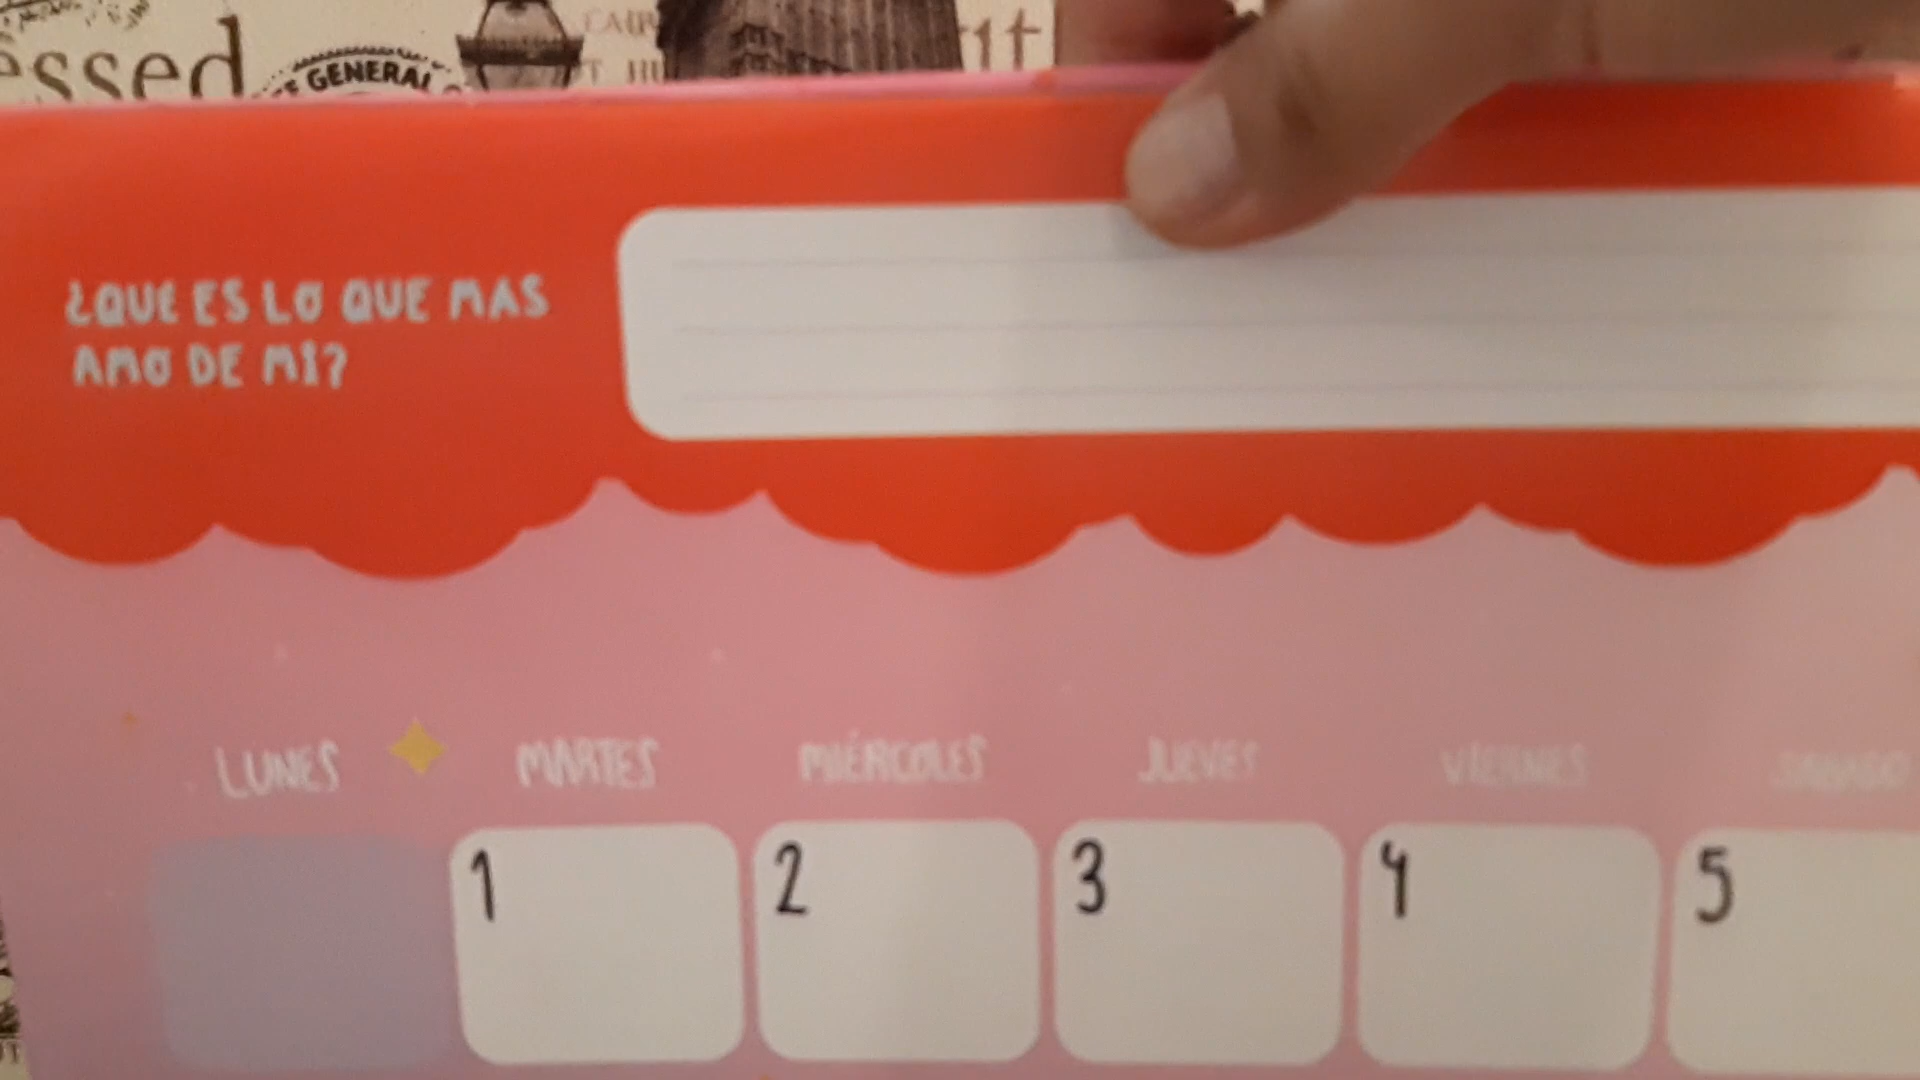 essed
GENERAL
¿QUE ES LO QUE MAS
AMO DE MI?
LUNES MARTES MIÉRCOLES JUEVES VIERNES SABADO
1 2 3 4 5